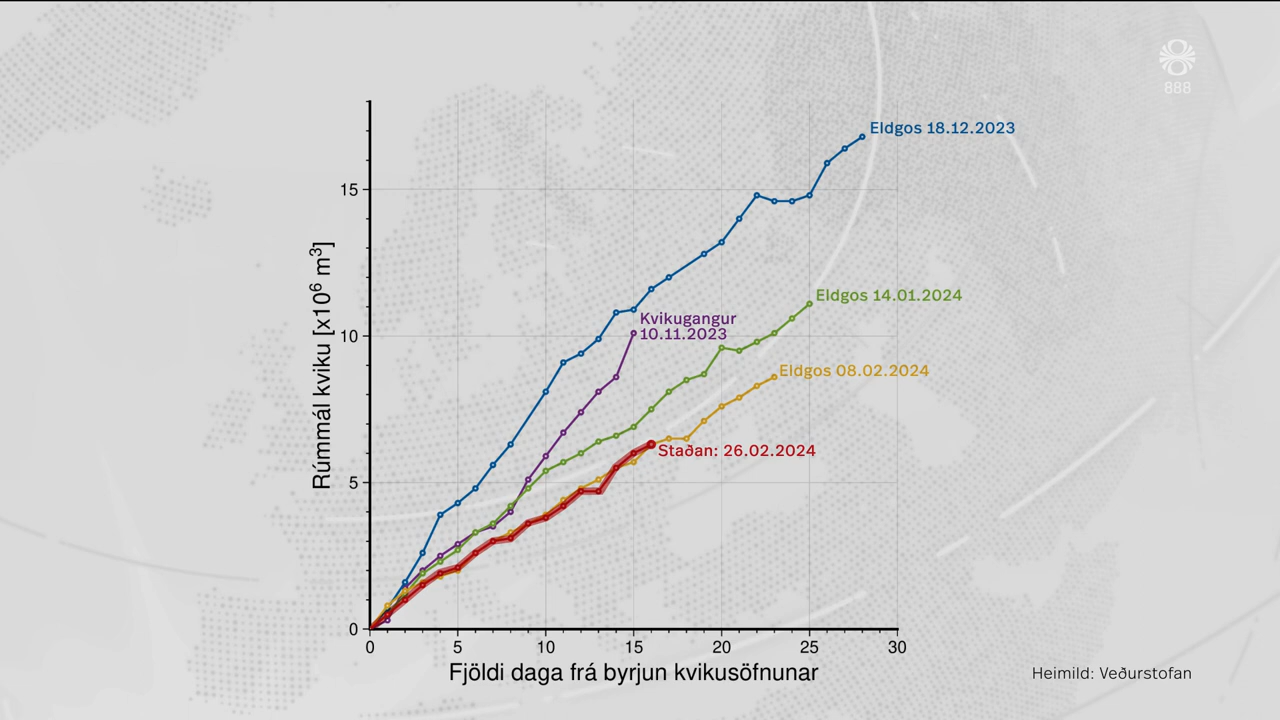 888
Eldgos 18.12.2023
15
Eldgos 14.01.2024
Kvikugangur
10.11.2023
10
Eldgos 08.02.2024
Staðan: 26.02.2024
5
0
Rúmmál kviku [x10⁶ m³]
0 5 10 15 20 25 30
Fjöldi daga frá byrjun kvikusöfnunar
Heimild: Veðurstofan